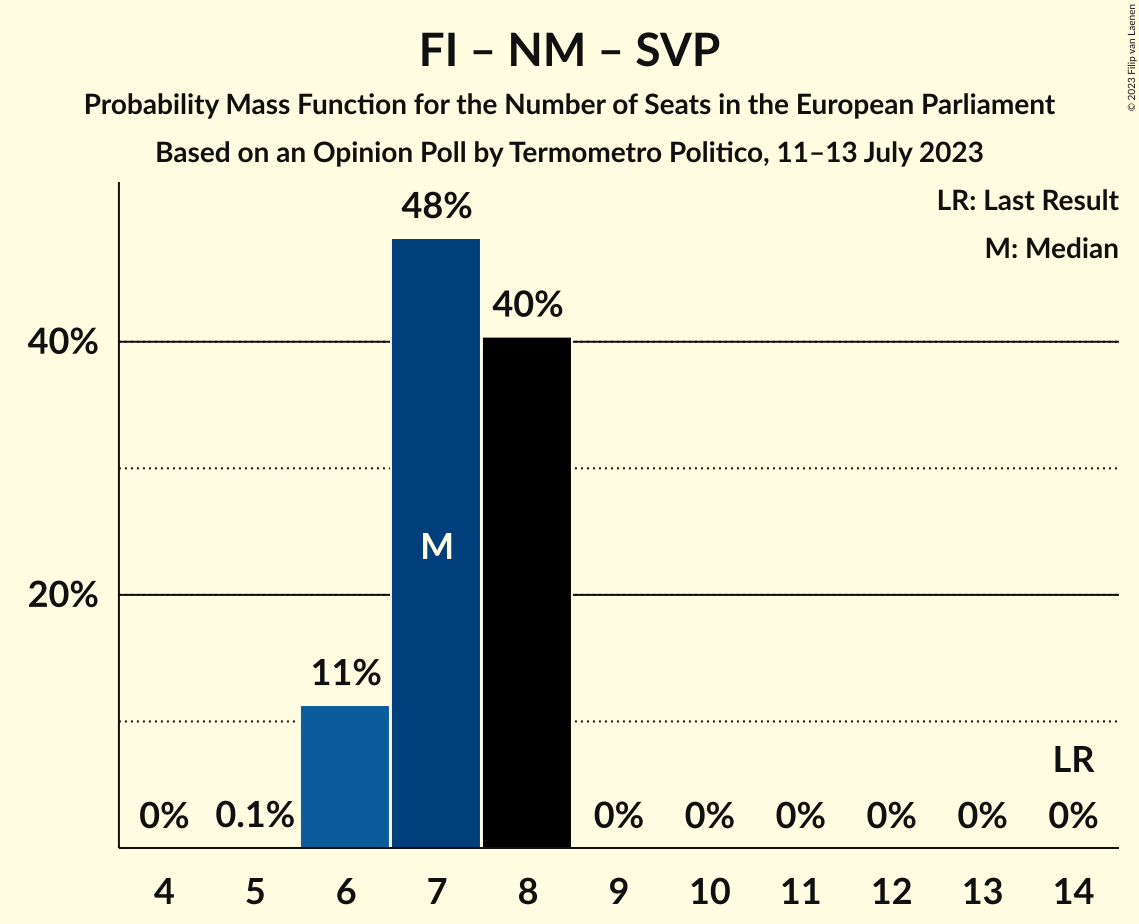 FI – NM – SVP
Probability Mass Function for the Number of Seats in the European Parliament
Based on an Opinion Poll by Termometro Politico, 11–13 July 2023
© 2023 Filip van Laenen
LR: Last Result
M: Median
48%
40%
40%
M
20%
11%
LR
0% 0.1% 0% 0% 0% 0% 0% 0%
4 5 6 7 8 9 10 11 12 13 14